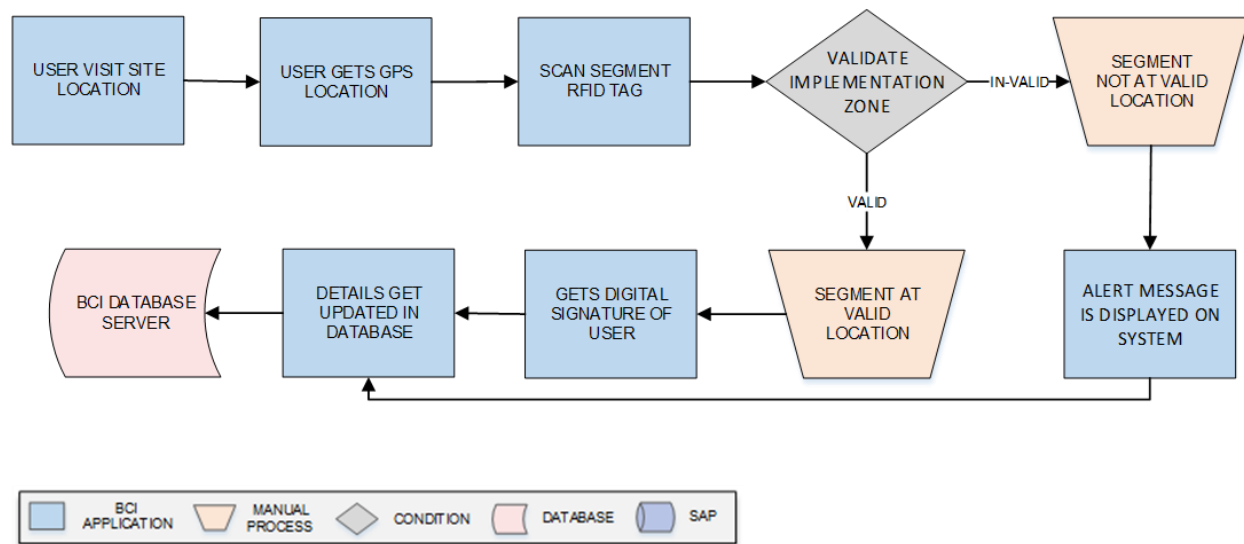 USER VISIT SITE
LOCATION
USER GETS GPS
LOCATION
SCAN SEGMENT
RFID TAG
VALIDATE
IMPLEMENTATION
ZONE
IN-VALID
SEGMENT
NOT AT VALID
LOCATION
VALID
BCI DATABASE
SERVER
DETAILS GET
UPDATED IN
DATABASE
GETS DIGITAL
SIGNATURE OF
USER
SEGMENT AT
VALID
LOCATION
ALERT MESSAGE
IS DISPLAYED ON
SYSTEM
BCI
APPLICATION
MANUAL
PROCESS
CONDITION
DATABASE
SAP